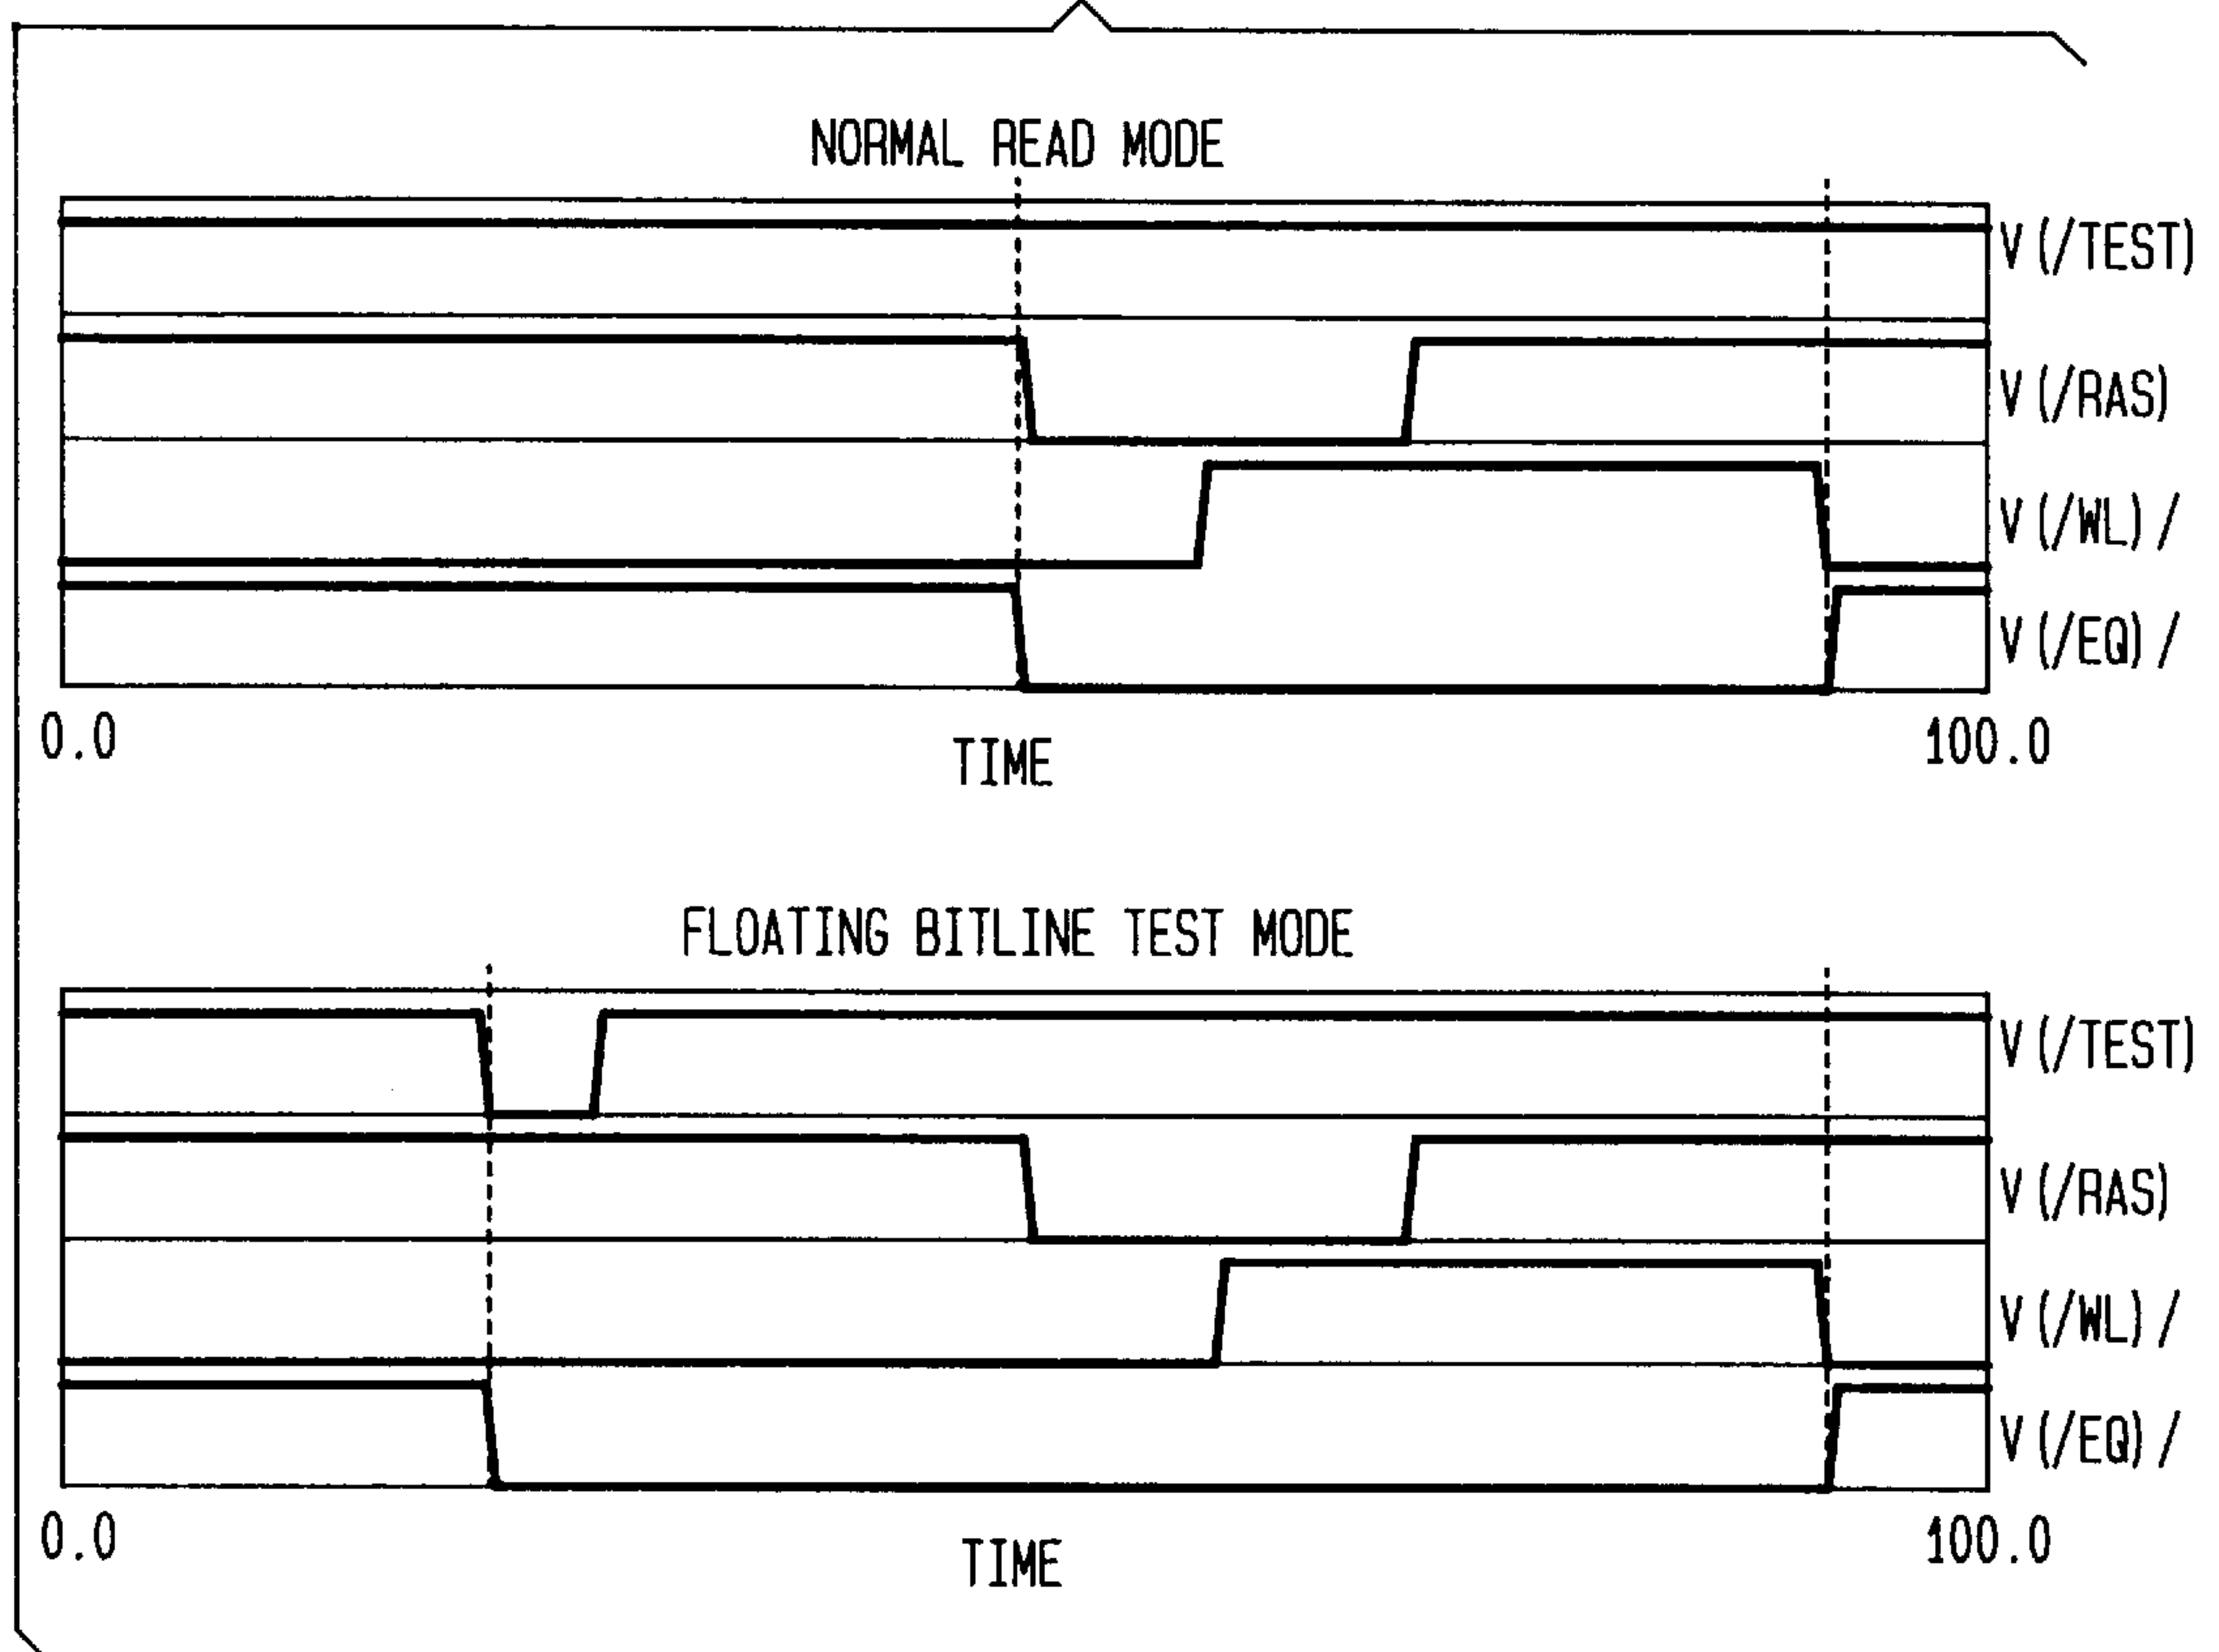 NORMAL READ MODE
V(/TEST)
V(/RAS)
V(/WL)/
V(/EQ)/
0.0
TIME
100.0
FLOATING BITLINE TEST MODE
V(/TEST)
V(/RAS)
V(/WL)/
V(/EQ)/
0.0
TIME
100.0